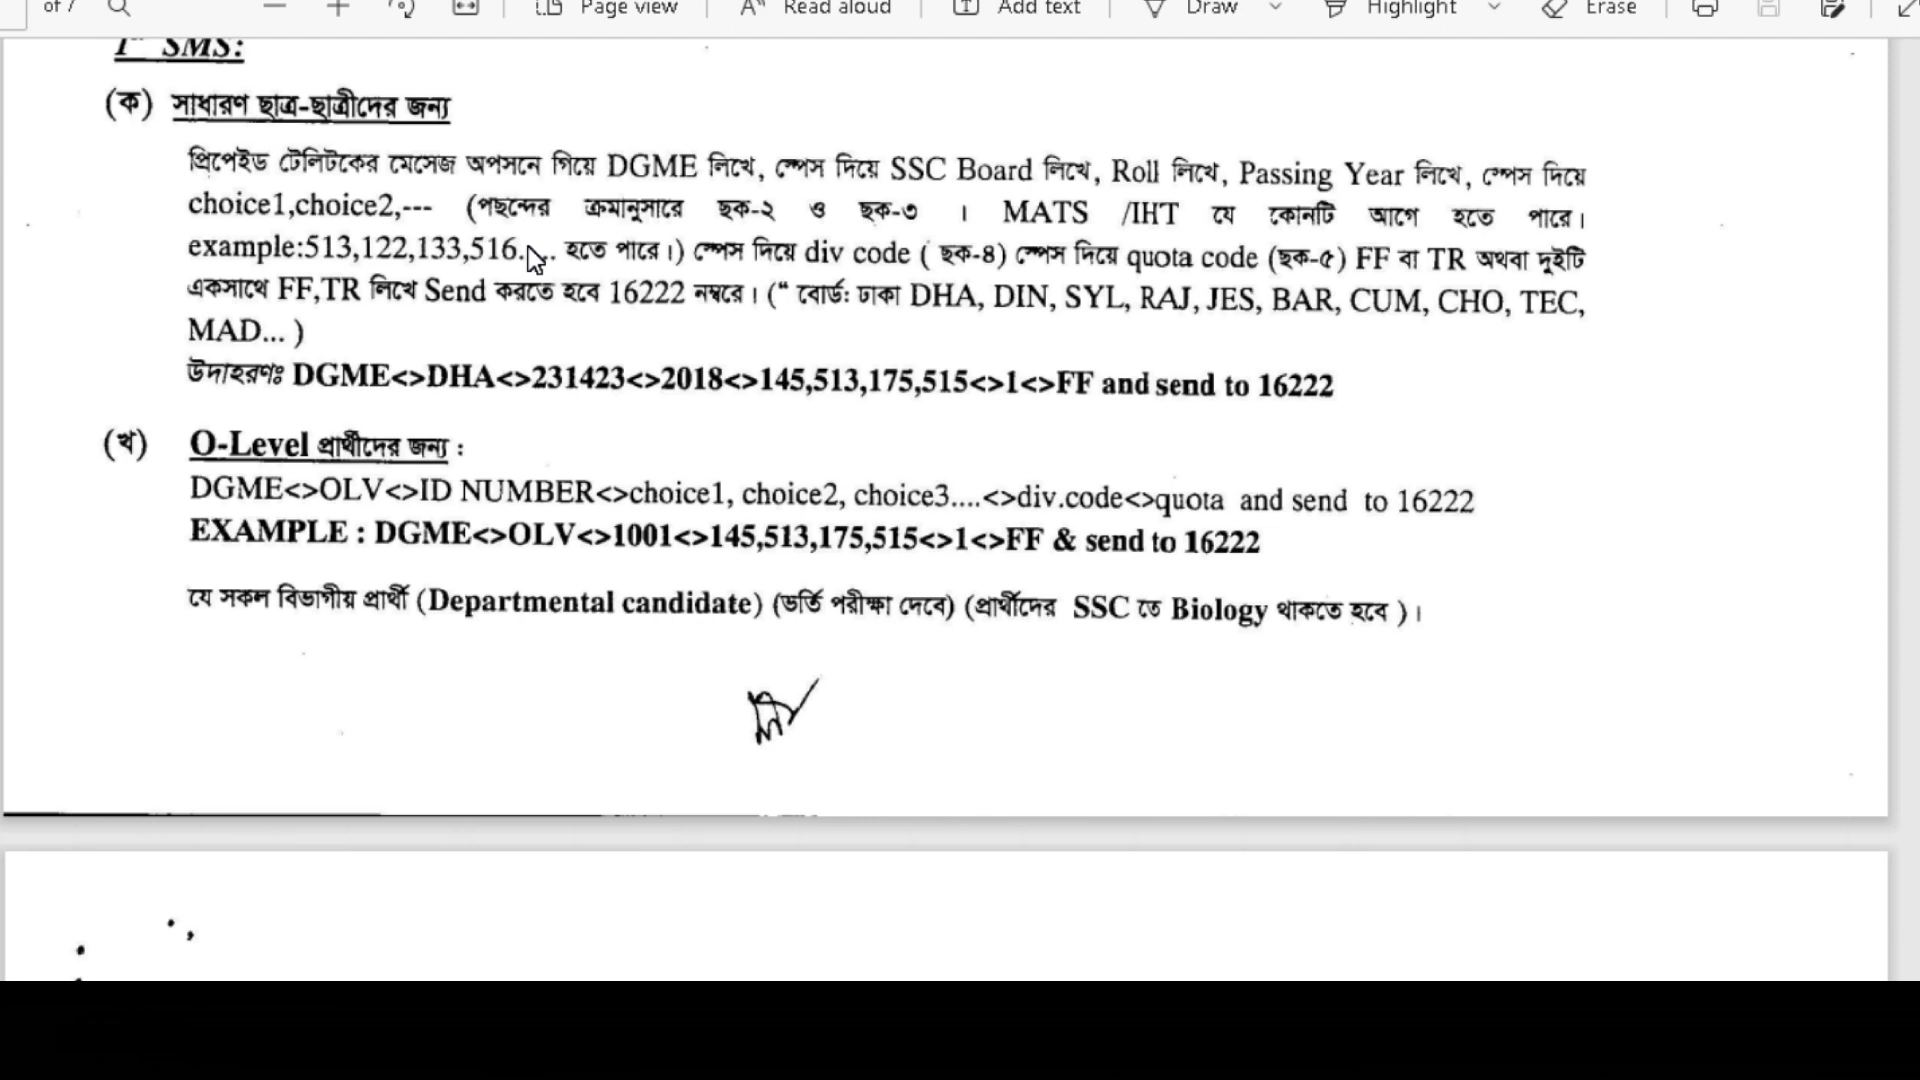 of 7 Page view Read aloud Add text Draw Highlight Erase
1st SMS:
(ক) সাধারণ ছাত্র-ছাত্রীদের জন্য
প্রিপেইড টেলিটকের মেসেজ অপসনে গিয়ে DGME লিখে, স্পেস দিয়ে SSC Board লিখে, Roll লিখে, Passing Year লিখে, স্পেস দিয়ে
choice1,choice2,--- (পছন্দের ক্রমানুসারে ছক-২ ও ছক-৩ । MATS /IHT যে কোনটি আগে হতে পারে।
example:513,122,133,516.... হতে পারে।) স্পেস দিয়ে div code ( ছক-৪) স্পেস দিয়ে quota code (ছক-৫) FF বা TR অথবা দুইটি
একসাথে FF,TR লিখে Send করতে হবে 16222 নম্বরে। (“ বোর্ড: ঢাকা DHA, DIN, SYL, RAJ, JES, BAR, CUM, CHO, TEC,
MAD... )
উদাহরণঃ DGME<>DHA<>231423<>2018<>145,513,175,515<>1<>FF and send to 16222
(খ) O-Level প্রার্থীদের জন্য :
DGME<>OLV<>ID NUMBER<>choice1, choice2, choice3....<>div.code<>quota and send to 16222
EXAMPLE : DGME<>OLV<>1001<>145,513,175,515<>1<>FF & send to 16222
যে সকল বিভাগীয় প্রার্থী (Departmental candidate) (ভর্তি পরীক্ষা দেবে) (প্রার্থীদের SSC তে Biology থাকতে হবে )।